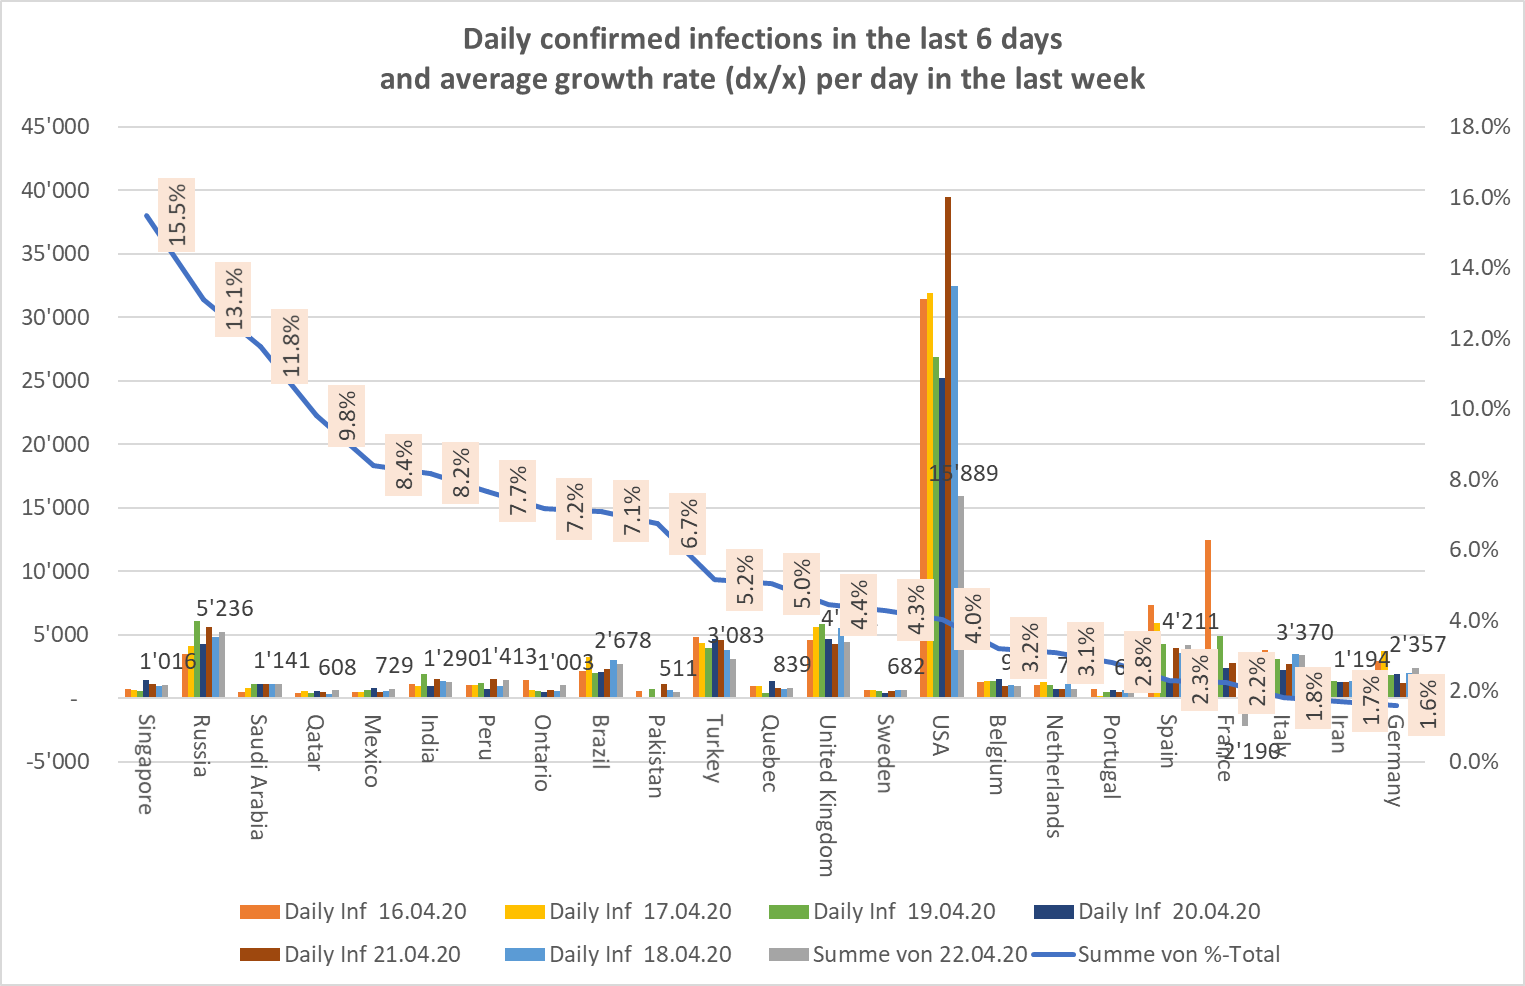 Daily confirmed infections in the last 6 days
and average growth rate (dx/x) per day in the last week
45'000
40'000
35'000
30'000
25'000
20'000
15'000
10'000
5'000
-
-5'000
18.0%
16.0%
14.0%
12.0%
10.0%
8.0%
6.0%
4.0%
2.0%
0.0%
15.5%
13.1%
11.8%
9.8%
8.4%
8.2%
7.7%
7.2%
7.1%
6.7%
5.2%
5.0%
4.4%
4.3%
4.0%
3.2%
3.1%
2.8%
2.3%
2.2%
1.8%
1.7%
1.6%
1'016
5'236
1'141
608
729
1'290
1'413
1'003
2'678
511
3'083
839
682
15'889
4'211
-2'190
3'370
1'194
2'357
Singapore
Russia
Saudi Arabia
Qatar
Mexico
India
Peru
Ontario
Brazil
Pakistan
Turkey
Quebec
United Kingdom
Sweden
USA
Belgium
Netherlands
Portugal
Spain
France
Italy
Iran
Germany
Daily Inf 16.04.20
Daily Inf 17.04.20
Daily Inf 19.04.20
Daily Inf 20.04.20
Daily Inf 21.04.20
Daily Inf 18.04.20
Summe von 22.04.20
Summe von %-Total